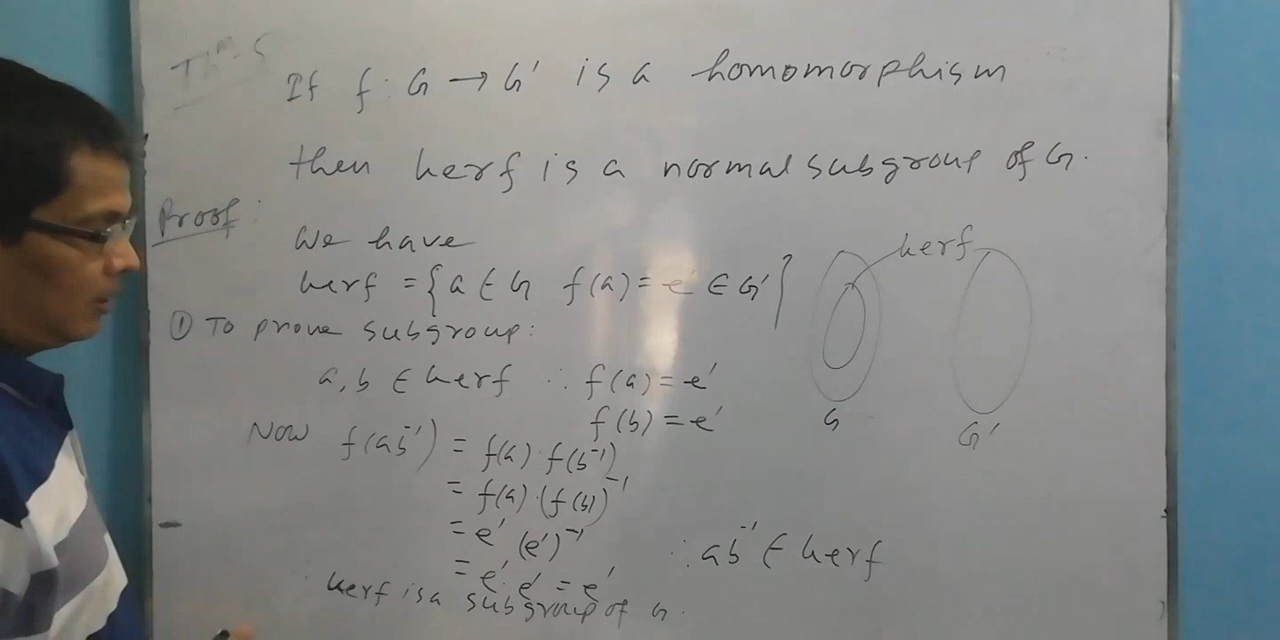 Thm. 5
If f: G → G' is a homomorphism
then kerf is a normal subgroup of G.
Proof:
We have
kerf = {a ∈ G f(a) = e' ∈ G'}
kerf
① To prove subgroup:
a, b ∈ kerf ∴ f(a) = e'
f(b) = e'
G
G'
Now f(ab⁻¹) = f(a) · f(b⁻¹)
= f(a) · (f(b))⁻¹
= e' (e')⁻¹
= e'. e' = e'
∴ ab⁻¹ ∈ kerf
∴ kerf is a subgroup of G.